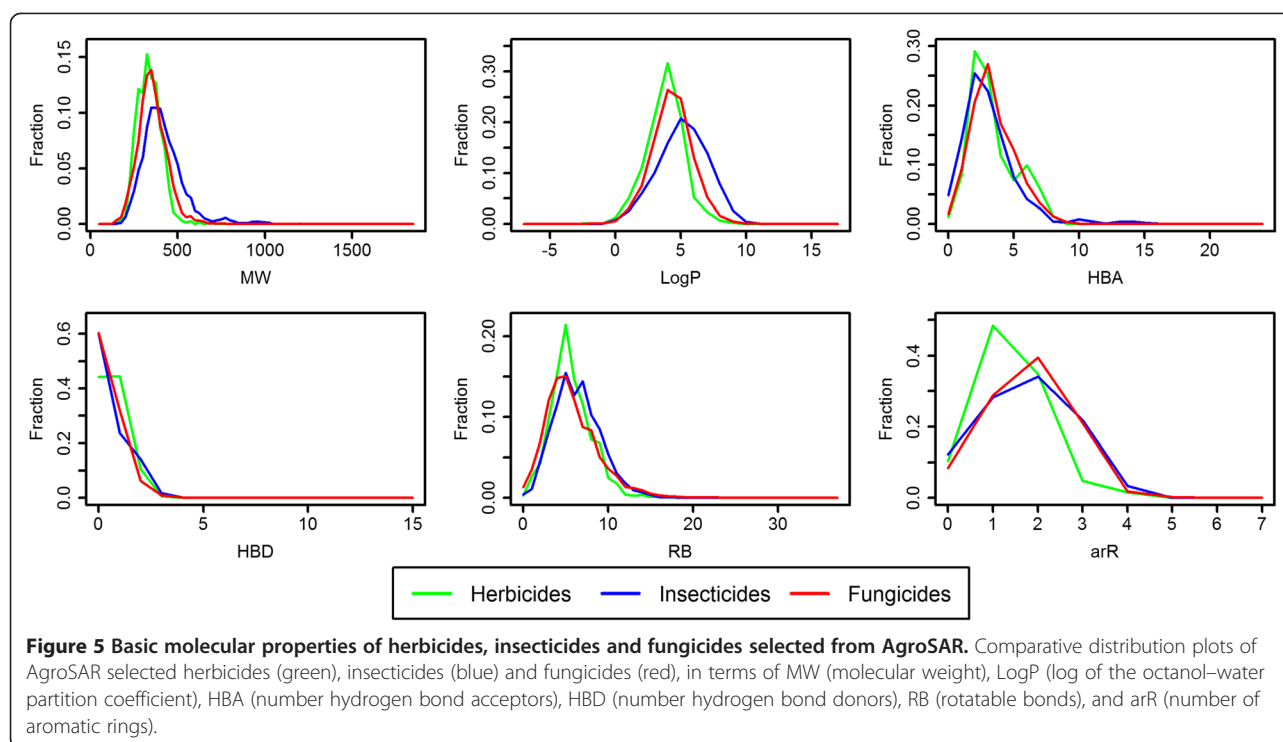 0.00 0.05 0.10 0.15
Fraction
0 500 1000 1500
MW
0.00 0.10 0.20 0.30
Fraction
-5 0 5 10 15
LogP
0.00 0.10 0.20 0.30
Fraction
0 5 10 15 20
HBA
0.0 0.2 0.4 0.6
Fraction
0 5 10 15
HBD
0.00 0.10 0.20
Fraction
0 10 20 30
RB
0.0 0.2 0.4
Fraction
0 1 2 3 4 5 6 7
arR
Herbicides Insecticides Fungicides
Figure 5 Basic molecular properties of herbicides, insecticides and fungicides selected from AgroSAR. Comparative distribution plots of
AgroSAR selected herbicides (green), insecticides (blue) and fungicides (red), in terms of MW (molecular weight), LogP (log of the octanol–water
partition coefficient), HBA (number hydrogen bond acceptors), HBD (number hydrogen bond donors), RB (rotatable bonds), and arR (number of
aromatic rings).